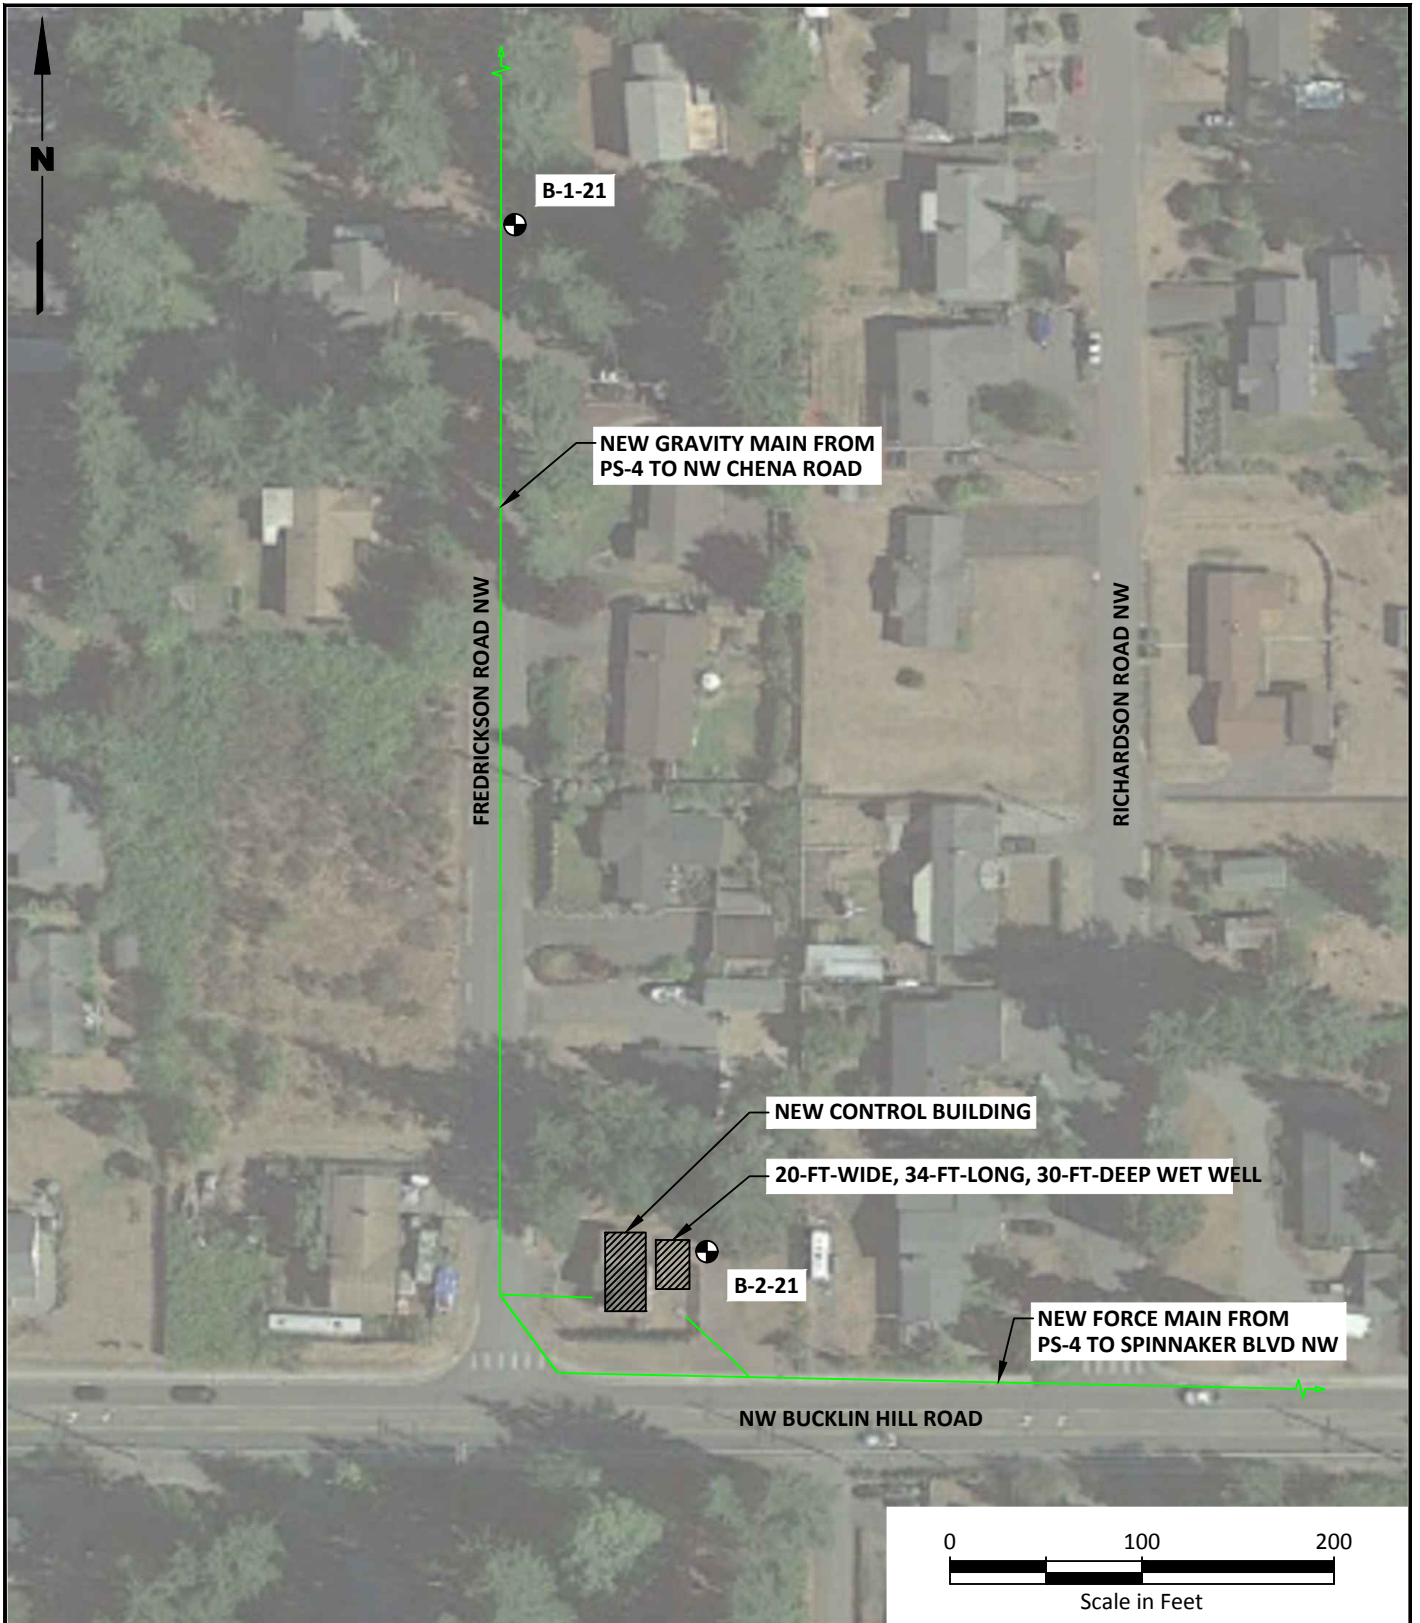 N
B-1-21
NEW GRAVITY MAIN FROM
PS-4 TO NW CHENA ROAD
FREDRICKSON ROAD NW
RICHARDSON ROAD NW
NEW CONTROL BUILDING
20-FT-WIDE, 34-FT-LONG, 30-FT-DEEP WET WELL
B-2-21
NEW FORCE MAIN FROM
PS-4 TO SPINNAKER BLVD NW
NW BUCKLIN HILL ROAD
0 100 200
Scale in Feet